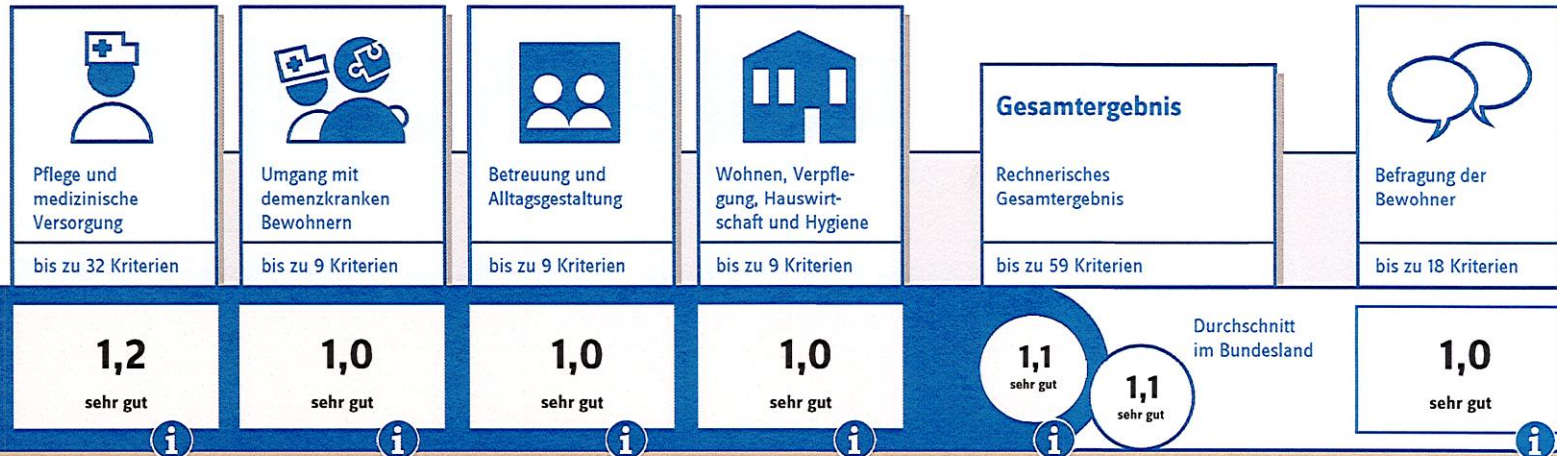 Pflege und
medizinische
Versorgung
bis zu 32 Kriterien
1,2
sehr gut
i
Umgang mit
demenzkranken
Bewohnern
bis zu 9 Kriterien
1,0
sehr gut
i
Betreuung und
Alltagsgestaltung
bis zu 9 Kriterien
1,0
sehr gut
i
Wohnen, Verpfle-
gung, Hauswirt-
schaft und Hygiene
bis zu 9 Kriterien
1,0
sehr gut
i
Gesamtergebnis
Rechnerisches
Gesamtergebnis
bis zu 59 Kriterien
1,1
sehr gut
i
Durchschnitt
im Bundesland
1,1
sehr gut
Befragung der
Bewohner
bis zu 18 Kriterien
1,0
sehr gut
i